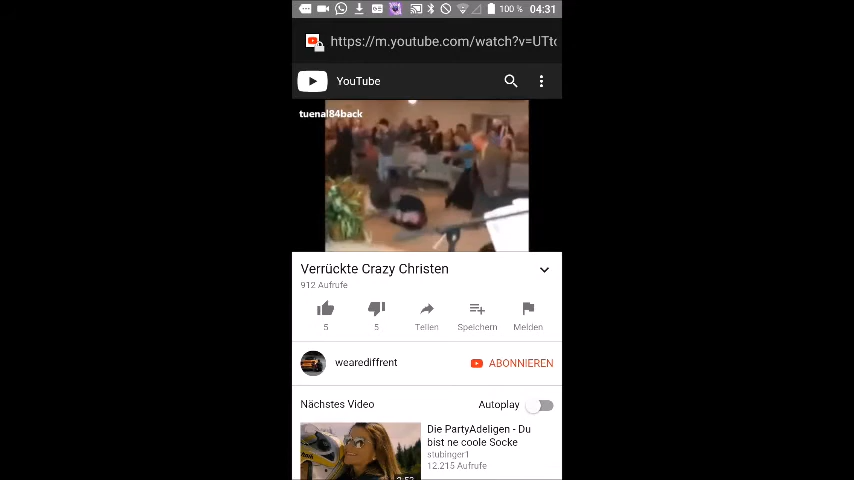 100 % 04:31
https://m.youtube.com/watch?v=UTt
YouTube
tuenal84back
Verrückte Crazy Christen
912 Aufrufe
5 5 Teilen Speichern Melden
wearediffrent ABONNIEREN
Nächstes Video Autoplay
Die PartyAdeligen - Du
bist ne coole Socke
stubinger1
12.215 Aufrufe